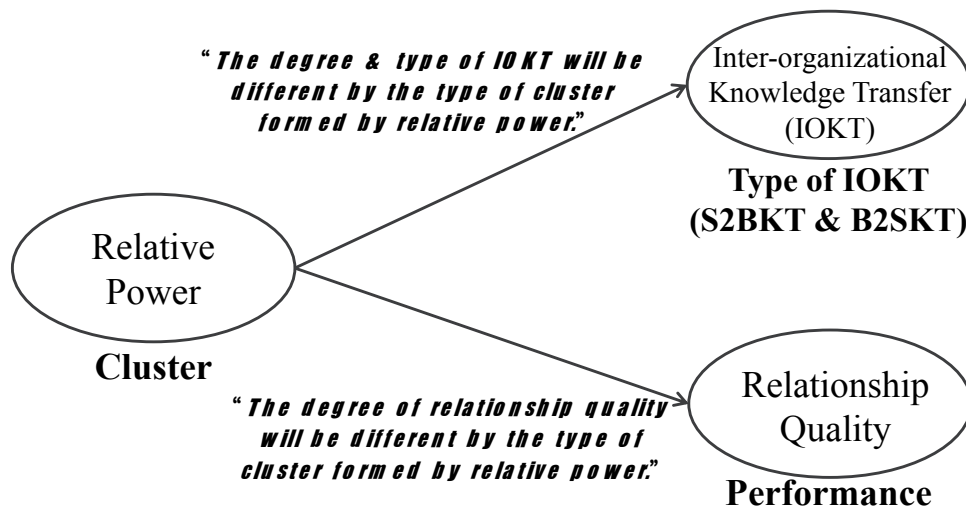 “ The degree & type of IOKT will be
different by the type of cluster
formed by relative power.”
Inter-organizational
Knowledge Transfer
(IOKT)
Type of IOKT
(S2BKT & B2SKT)
Relative
Power
Cluster
“ The degree of relationship quality
will be different by the type of
cluster formed by relative power.”
Relationship
Quality
Performance